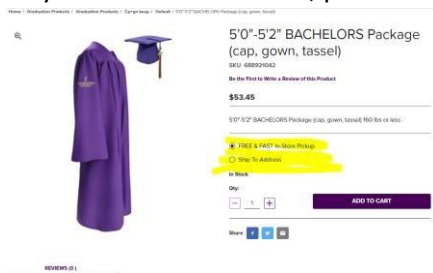 Home / Graduation Products / Graduation Products / Default / 5'0"-5'2" BACHELORS Package (cap, gown, tassel)
5'0"-5'2" BACHELORS Package
(cap, gown, tassel)
SKU 688921042
Be the First to Write a Review of this Product
$53.45
5'0"-5'2" BACHELORS Package (cap, gown, tassel) 160 lbs or less
FREE & FAST In-Store Pickup
Ship To Address
In Stock
Qty:
- 1 +
ADD TO CART
Share
REVIEWS (0)